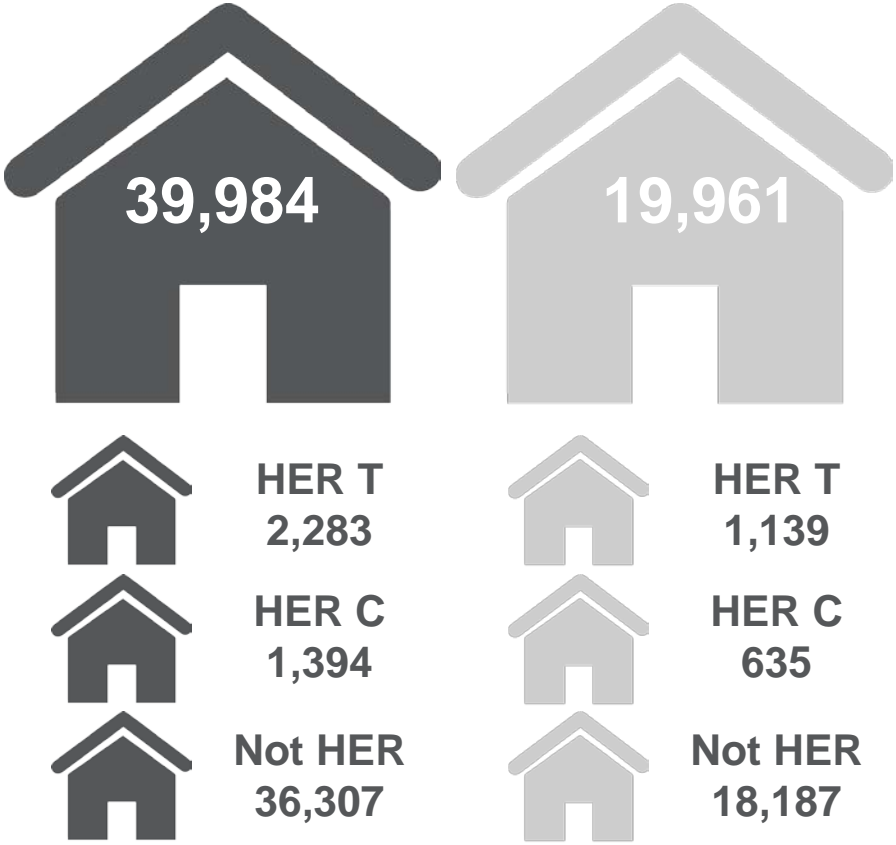 39,984
19,961
HER T
2,283
HER T
1,139
HER C
1,394
HER C
635
Not HER
36,307
Not HER
18,187